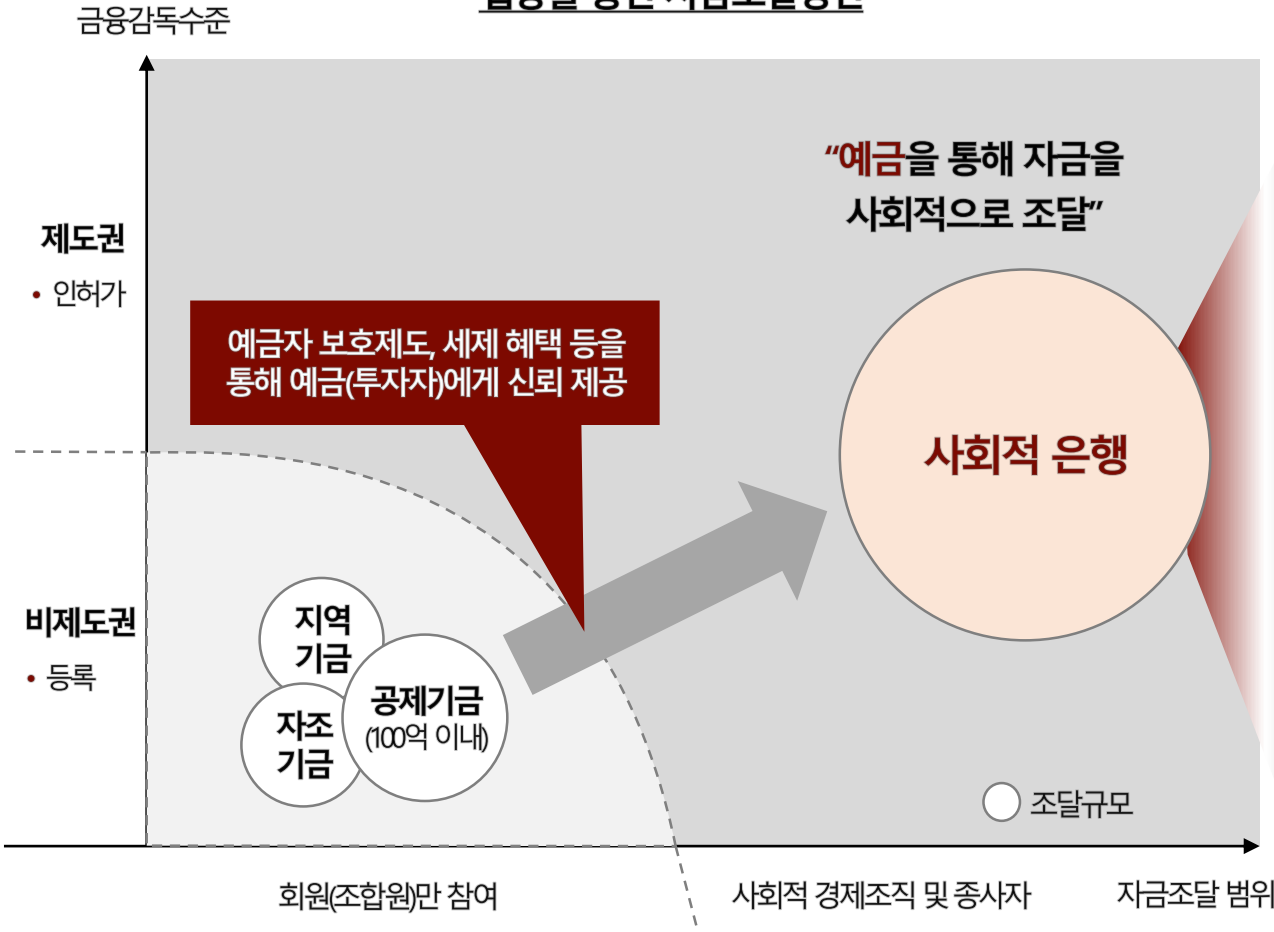 금융감독수준
"예금을 통해 자금을
사회적으로 조달"
제도권
• 인허가
예금자 보호제도, 세제 혜택 등을
통해 예금(투자자)에게 신뢰 제공
사회적 은행
비제도권
• 등록
지역
기금
공제기금
(100억 이내)
자조
기금
조달규모
회원(조합원)만 참여
사회적 경제조직 및 종사자
자금조달 범위